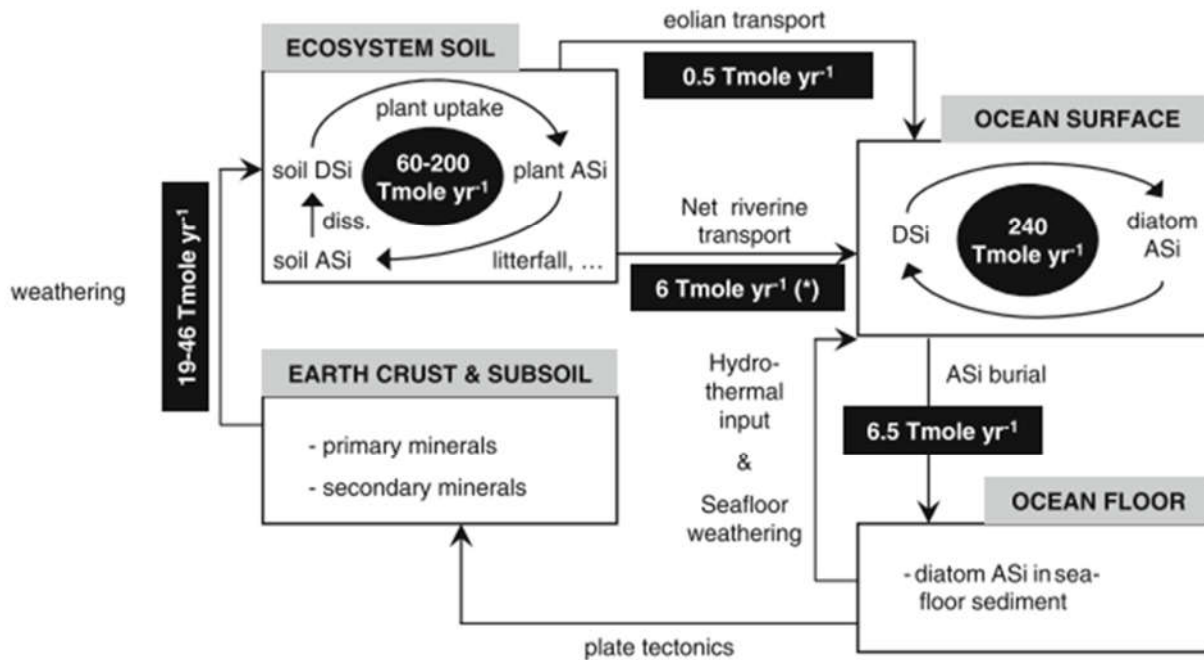 eolian transport
0.5 Tmole yr⁻¹
ECOSYSTEM SOIL
plant uptake
soil DSi
60-200
Tmole yr⁻¹
plant ASi
diss.
soil ASi
litterfall, ...
OCEAN SURFACE
DSi
240
Tmole yr⁻¹
diatom
ASi
Net riverine
transport
6 Tmole yr⁻¹ (*)
weathering
19-46 Tmole yr⁻¹
EARTH CRUST & SUBSOIL
- primary minerals
- secondary minerals
Hydro-
thermal
input
&
Seafloor
weathering
ASi burial
6.5 Tmole yr⁻¹
OCEAN FLOOR
- diatom ASi in sea-
floor sediment
plate tectonics